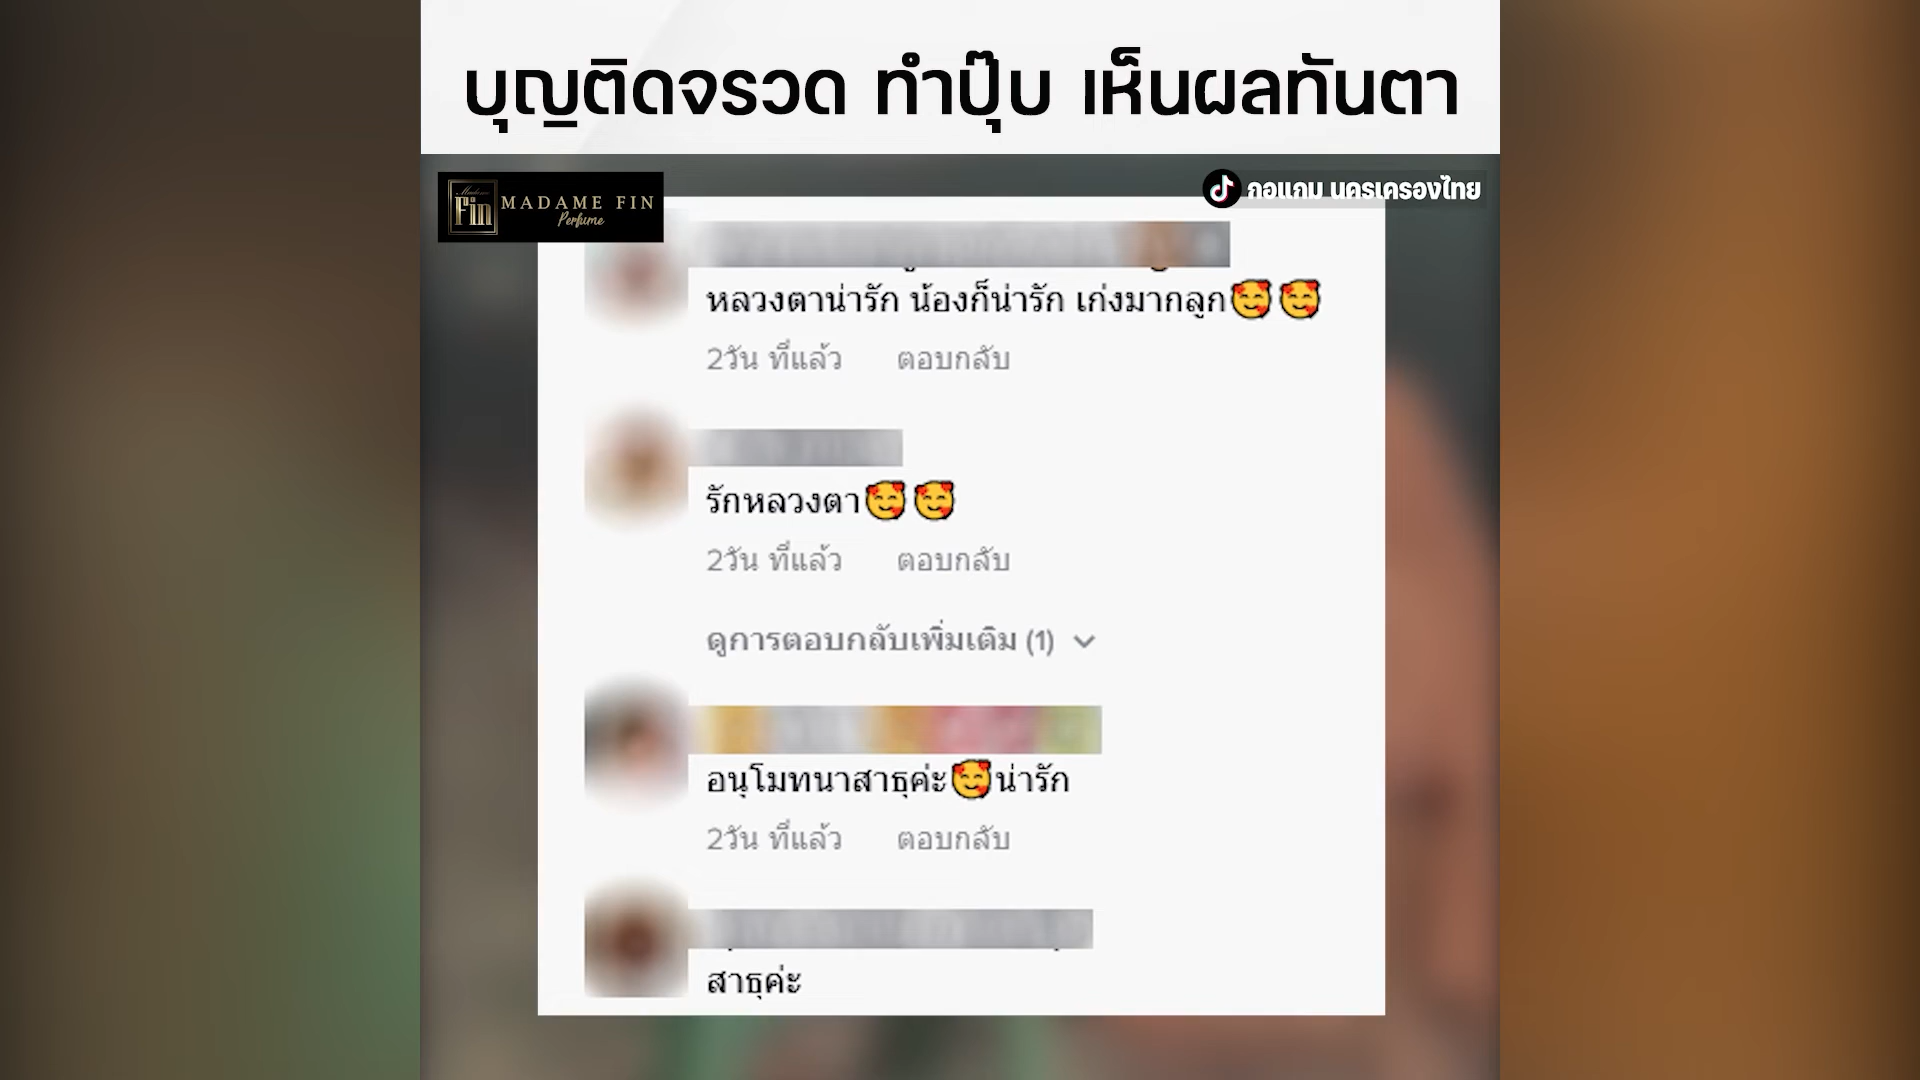 บุญติดจรวด ทำปุ๊บ เห็นผลทันตา
Madame
Fin
MADAME FIN
Perfume
กอแกม นครเครองไทย
หลวงตาน่ารัก น้องก็น่ารัก เก่งมากลูก🥰🥰
2วัน ที่แล้ว ตอบกลับ
รักหลวงตา🥰🥰
2วัน ที่แล้ว ตอบกลับ
ดูการตอบกลับเพิ่มเติม (1)
อนุโมทนาสาธุค่ะ🥰น่ารัก
2วัน ที่แล้ว ตอบกลับ
สาธุค่ะ